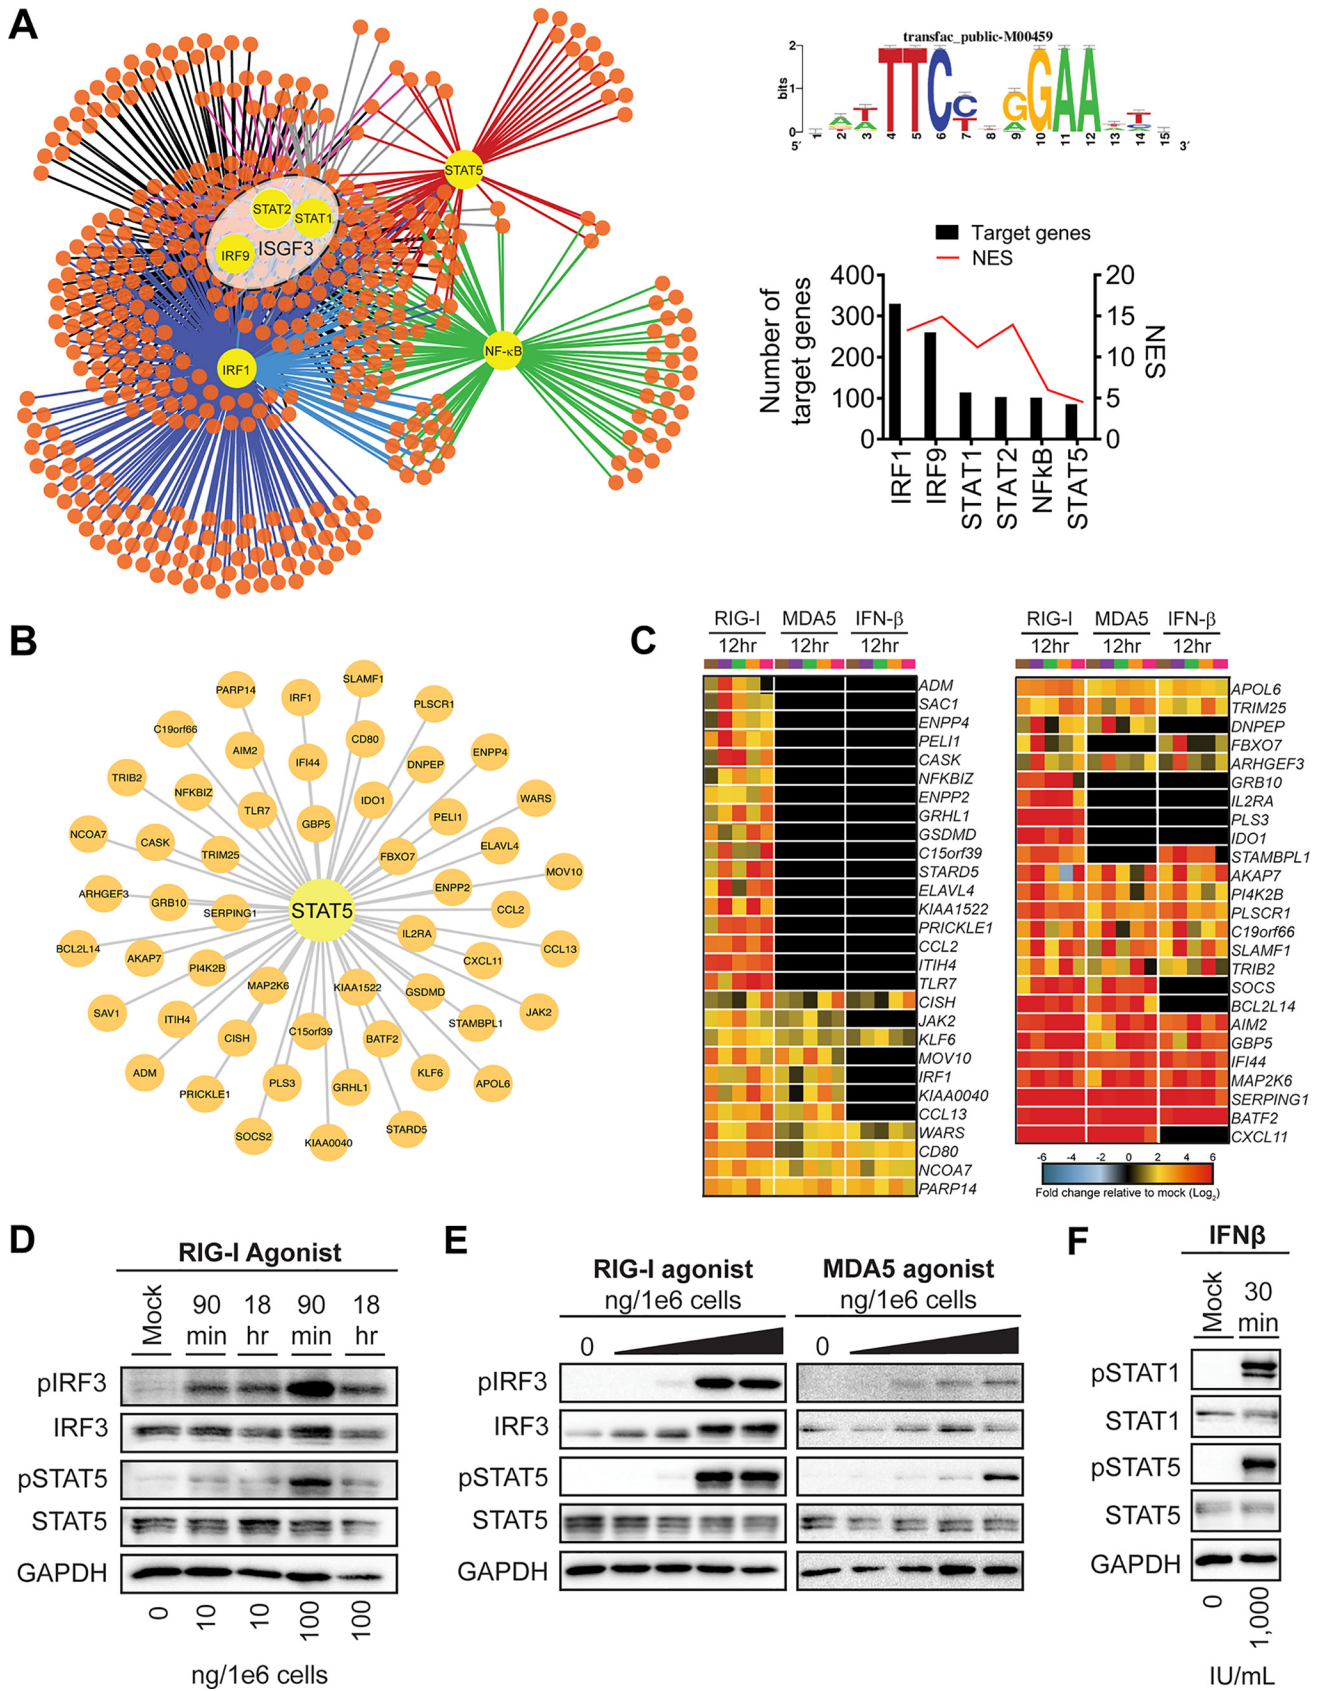 A
STAT5
STAT2
STAT1
IRF9
ISGF3
NF-κB
IRF1
transfac_public-M00459
bits
2
1
0
5′
1 2 3 4 5 6 7 8 9 10 11 12 13 14 15
3′
Target genes
NES
Number of
target genes
400
300
200
100
0
20
15
10
5
0
NES
IRF1
IRF9
STAT1
STAT2
NFkB
STAT5
B
SLAMF1
PARP14
IRF1
PLSCR1
C19orf66
CD80
AIM2
ENPP4
IFI44
DNPEP
TRIB2
NFKBIZ
IDO1
WARS
TLR7
GBP5
PELI1
NCOA7
CASK
TRIM25
FBXO7
ELAVL4
MOV10
ARHGEF3
GRB10
SERPING1
ENPP2
CCL2
STAT5
IL2RA
BCL2L14
AKAP7
PI4K2B
CXCL11
CCL13
MAP2K6
KIAA1522
GSDMD
SAV1
ITIH4
CISH
C15orf39
BATF2
STAMBPL1
JAK2
ADM
PRICKLE1
PLS3
GRHL1
KLF6
APOL6
SOCS2
KIAA0040
STARD5
C
RIG-I MDA5 IFN-β
12hr 12hr 12hr
ADM
SAC1
ENPP4
PELI1
CASK
NFKBIZ
ENPP2
GRHL1
GSDMD
C15orf39
STARD5
ELAVL4
KIAA1522
PRICKLE1
CCL2
ITIH4
TLR7
CISH
JAK2
KLF6
MOV10
IRF1
KIAA0040
CCL13
WARS
CD80
NCOA7
PARP14
RIG-I MDA5 IFN-β
12hr 12hr 12hr
APOL6
TRIM25
DNPEP
FBXO7
ARHGEF3
GRB10
IL2RA
PLS3
IDO1
STAMBPL1
AKAP7
PI4K2B
PLSCR1
C19orf66
SLAMF1
TRIB2
SOCS
BCL2L14
AIM2
GBP5
IFI44
MAP2K6
SERPING1
BATF2
CXCL11
-6 -4 -2 0 2 4 6
Fold change relative to mock (Log2)
D
RIG-I Agonist
Mock
90 min
18 hr
90 min
18 hr
pIRF3
IRF3
pSTAT5
STAT5
GAPDH
0 10 10 100 100
ng/1e6 cells
E
RIG-I agonist
ng/1e6 cells
0
MDA5 agonist
ng/1e6 cells
0
pIRF3
IRF3
pSTAT5
STAT5
GAPDH
F
IFNβ
Mock
30 min
pSTAT1
STAT1
pSTAT5
STAT5
GAPDH
0 1,000
IU/mL